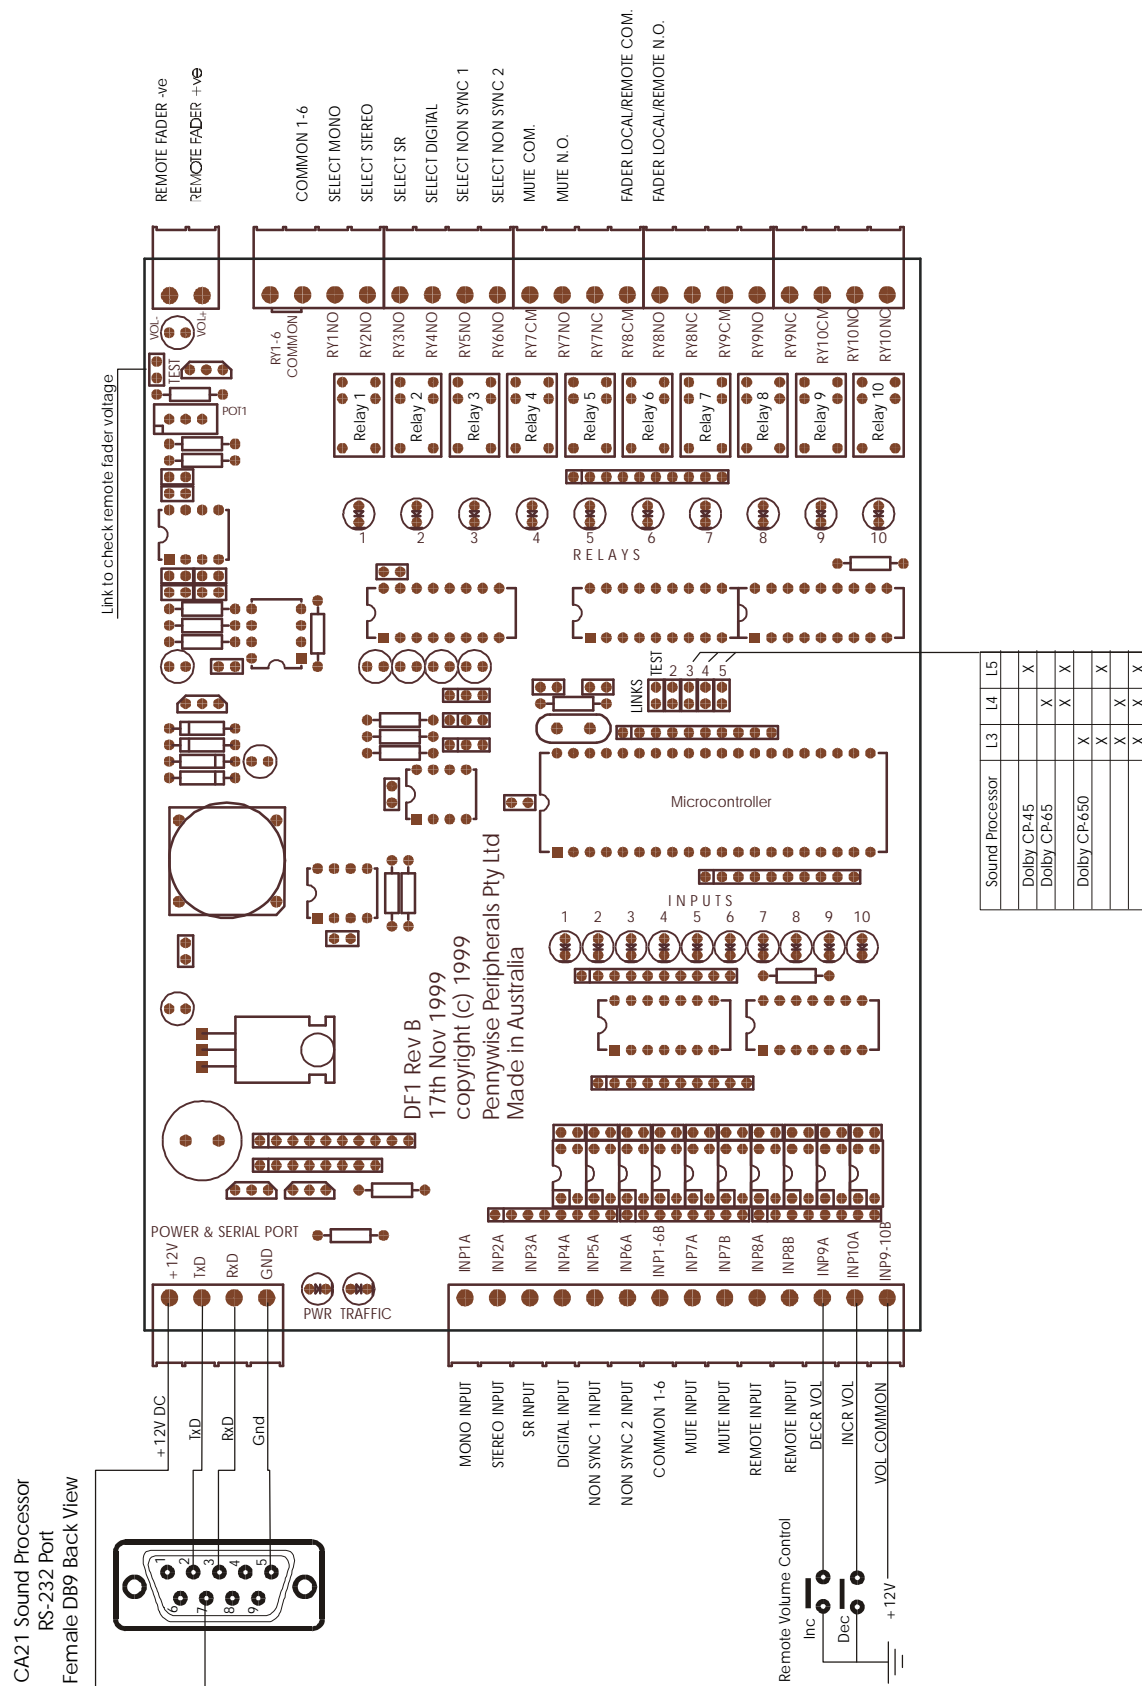 REMOTE FADER -ve
REMOTE FADER +ve
COMMON 1-6
SELECT MONO
SELECT STEREO
SELECT SR
SELECT DIGITAL
SELECT NON SYNC 1
SELECT NON SYNC 2
MUTE COM.
MUTE N.O.
FADER LOCAL/REMOTE COM.
FADER LOCAL/REMOTE N.O.
VOL-
VOL+
RY1-6
COMMON
RY1NO
RY2NO
RY3NO
RY4NO
RY5NO
RY6NO
RY7CM
RY7NO
RY7NC
RY8CM
RY8NO
RY8NC
RY9CM
RY9NO
RY9NC
RY10CM
RY10NO
RY10NC
Link to check remote fader voltage
TEST
POT1
Relay 1
Relay 2
Relay 3
Relay 4
Relay 5
Relay 6
Relay 7
Relay 8
Relay 9
Relay 10
1 2 3 4 5 6 7 8 9 10
RELAYS
LINKS
TEST
2
3
4
5
Microcontroller
Sound Processor L3 L4 L5
Dolby CP-45 X
Dolby CP-65 X
X X
Dolby CP-650 X
X X
X X
X X X
INPUTS
1 2 3 4 5 6 7 8 9 10
DF1 Rev B
17th Nov 1999
copyright (c) 1999
Pennywise Peripherals Pty Ltd
Made in Australia
POWER & SERIAL PORT
+12V
TxD
RxD
GND
PWR TRAFFIC
INP1A
INP2A
INP3A
INP4A
INP5A
INP6A
INP1-6B
INP7A
INP7B
INP8A
INP8B
INP9A
INP10A
INP9-10B
+12V DC
TxD
RxD
Gnd
MONO INPUT
STEREO INPUT
SR INPUT
DIGITAL INPUT
NON SYNC 1 INPUT
NON SYNC 2 INPUT
COMMON 1-6
MUTE INPUT
MUTE INPUT
REMOTE INPUT
REMOTE INPUT
DECR VOL
INCR VOL
VOL COMMON
CA21 Sound Processor
RS-232 Port
Female DB9 Back View
1 2 3 4 5
6 7 8 9
Remote Volume Control
Inc
Dec
+12V